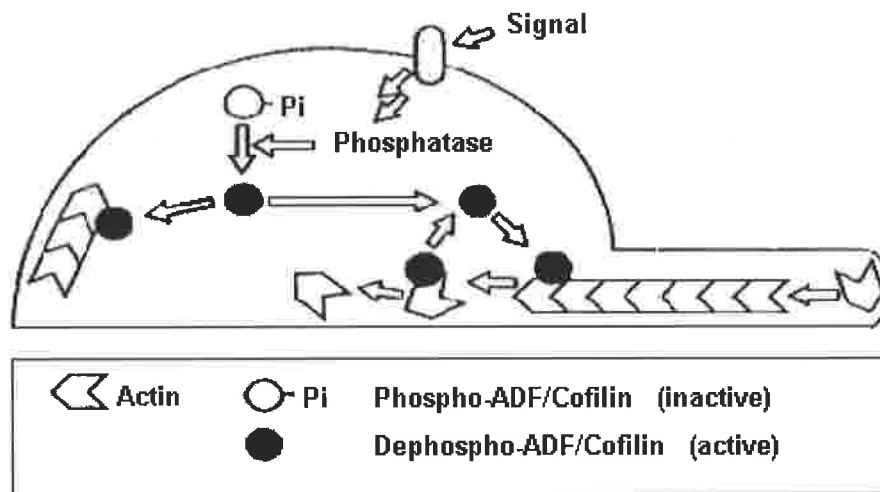 Signal
Pi
Phosphatase
Actin
Pi Phospho-ADF/Cofilin (inactive)
Dephospho-ADF/Cofilin (active)